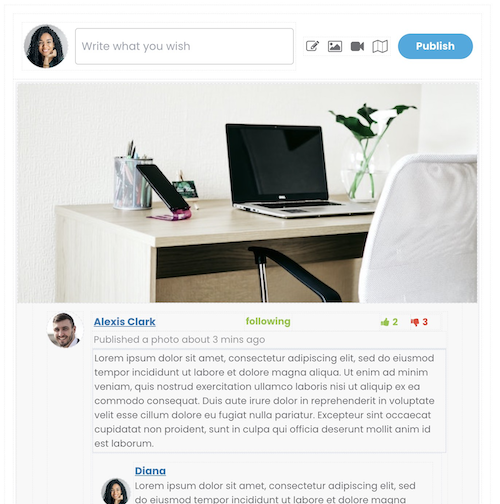 Write what you wish
Publish
Alexis Clark
following
2
3
Published a photo about 3 mins ago
Lorem ipsum dolor sit amet, consectetur adipiscing elit, sed do eiusmod
tempor incididunt ut labore et dolore magna aliqua. Ut enim ad minim
veniam, quis nostrud exercitation ullamco laboris nisi ut aliquip ex ea
commodo consequat. Duis aute irure dolor in reprehenderit in voluptate
velit esse cillum dolore eu fugiat nulla pariatur. Excepteur sint occaecat
cupidatat non proident, sunt in culpa qui officia deserunt mollit anim id
est laborum.
Diana
Lorem ipsum dolor sit amet, consectetur adipiscing elit, sed
do eiusmod tempor incididunt ut labore et dolore magna